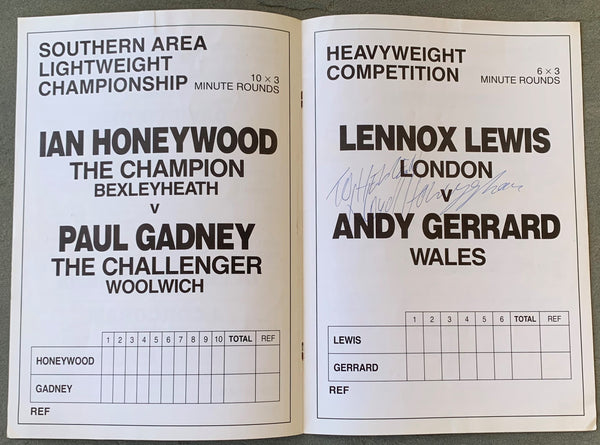 SOUTHERN AREA
LIGHTWEIGHT
CHAMPIONSHIP 10 × 3
MINUTE ROUNDS
IAN HONEYWOOD
THE CHAMPION
BEXLEYHEATH
v
PAUL GADNEY
THE CHALLENGER
WOOLWICH
1 2 3 4 5 6 7 8 9 10 TOTAL REF
HONEYWOOD
GADNEY
REF
HEAVYWEIGHT
COMPETITION 6 × 3
MINUTE ROUNDS
LENNOX LEWIS
LONDON
v
ANDY GERRARD
WALES
1 2 3 4 5 6 TOTAL REF
LEWIS
GERRARD
REF